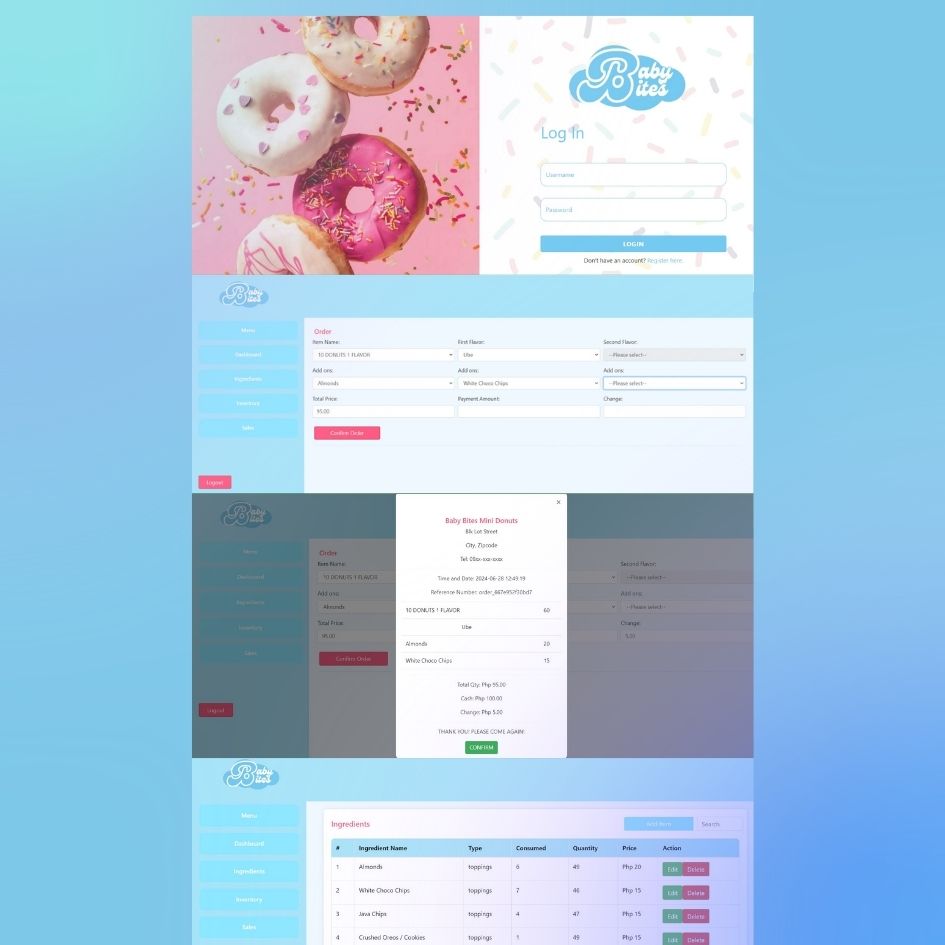 Baby
Bites
Log In
Username
Password
LOGIN
Don't have an account? Register here.
Baby
Bites
Menu
Dashboard
Ingredients
Inventory
Sales
Logout
Order
Item Name: First Flavor: Second Flavor:
10 DONUTS 1 FLAVOR Ube --Please select--
Add ons: Add ons: Add ons:
Almonds White Choco Chips --Please select--
Total Price: Payment Amount: Change:
95.00
Confirm Order
Baby
Bites
Menu
Dashboard
Ingredients
Inventory
Sales
Logout
Order
Item Name: Second Flavor:
10 DONUTS 1 FLAVOR --Please select--
Add ons: Add ons:
Almonds --Please select--
Total Price: Change:
95.00 5.00
Confirm Order
×
Baby Bites Mini Donuts
Blk Lot Street
City, Zipcode
Tel: 09xx-xxx-xxxx
Time and Date: 2024-06-28 12:49:19
Reference Number: order_667e952f30bd7
10 DONUTS 1 FLAVOR 60
Ube
Almonds 20
White Choco Chips 15
Total Qty: Php 95.00
Cash: Php 100.00
Change: Php 5.00
THANK YOU! PLEASE COME AGAIN!
CONFIRM
Baby
Bites
Menu
Dashboard
Ingredients
Inventory
Sales
Ingredients
Add Item Search
# Ingredient Name Type Consumed Quantity Price Action
1 Almonds toppings 6 49 Php 20 Edit Delete
2 White Choco Chips toppings 7 46 Php 15 Edit Delete
3 Java Chips toppings 4 47 Php 15 Edit Delete
4 Crushed Oreos / Cookies toppings 1 49 Php 15 Edit Delete